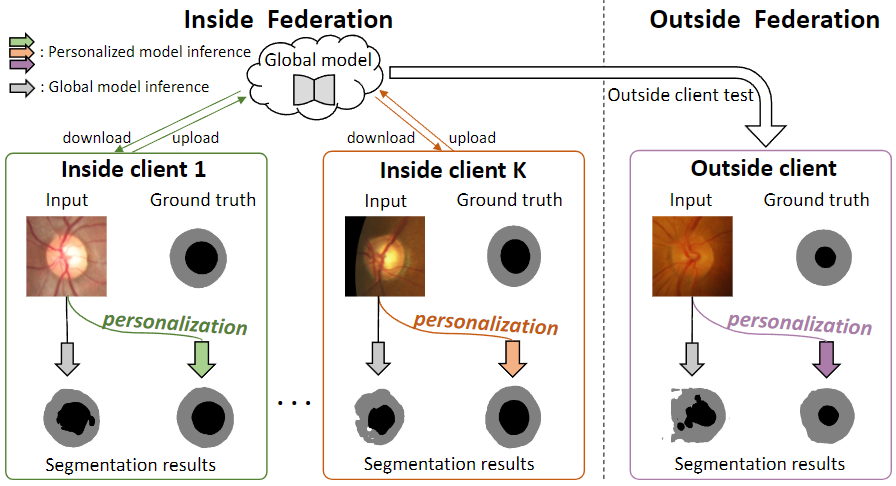 Inside Federation
Outside Federation
: Personalized model inference
: Global model inference
Global model
Outside client test
download
upload
download
upload
Inside client 1
Input
Ground truth
personalization
Segmentation results
. . .
Inside client K
Input
Ground truth
personalization
Segmentation results
Outside client
Input
Ground truth
personalization
Segmentation results